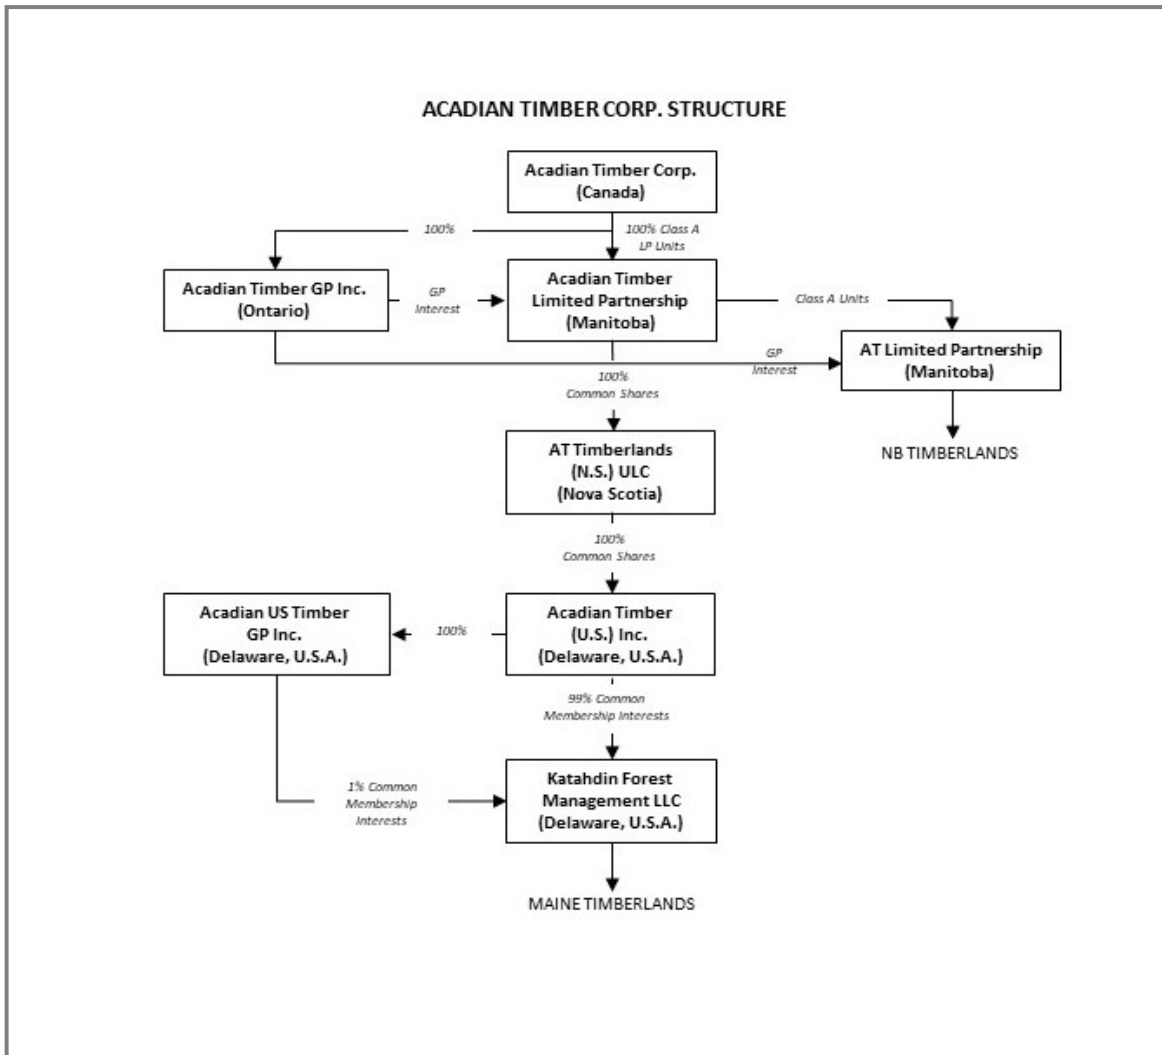 ACADIAN TIMBER CORP. STRUCTURE
Acadian Timber Corp.
(Canada)
100%
100% Class A
LP Units
Acadian Timber GP Inc.
(Ontario)
GP
Interest
Acadian Timber
Limited Partnership
(Manitoba)
Class A Units
GP
Interest
AT Limited Partnership
(Manitoba)
100%
Common Shares
NB TIMBERLANDS
AT Timberlands
(N.S.) ULC
(Nova Scotia)
100%
Common Shares
Acadian US Timber
GP Inc.
(Delaware, U.S.A.)
100%
Acadian Timber
(U.S.) Inc.
(Delaware, U.S.A.)
99% Common
Membership Interests
1% Common
Membership
Interests
Katahdin Forest
Management LLC
(Delaware, U.S.A.)
MAINE TIMBERLANDS